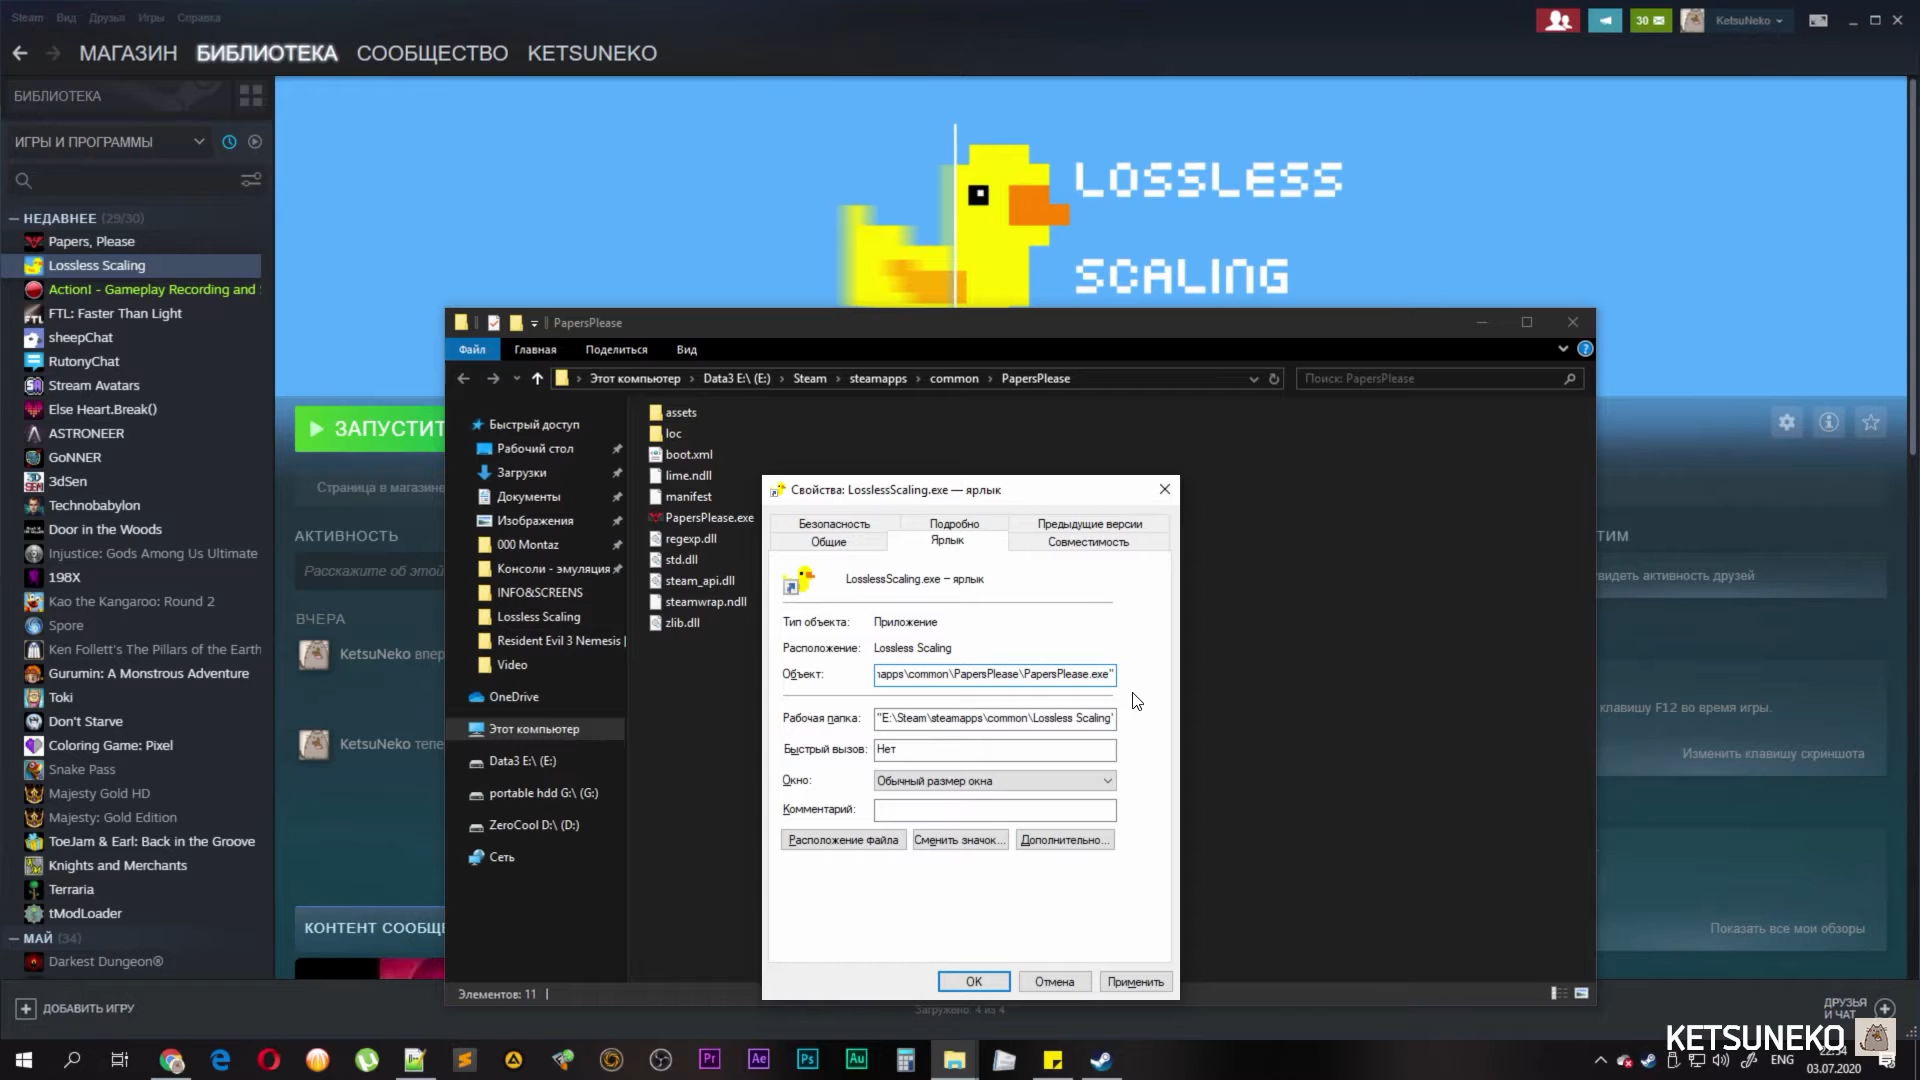 Steam Вид Друзья Игры Справка
30
KetsuNeko
МАГАЗИН БИБЛИОТЕКА СООБЩЕСТВО KETSUNEKO
БИБЛИОТЕКА
ИГРЫ И ПРОГРАММЫ
НЕДАВНЕЕ (29/30)
Papers, Please
Lossless Scaling
Action! - Gameplay Recording and
FTL: Faster Than Light
sheepChat
RutonyChat
Stream Avatars
Else Heart.Break()
ASTRONEER
GoNNER
3dSen
Technobabylon
Door in the Woods
Injustice: Gods Among Us Ultimate
198X
Kao the Kangaroo: Round 2
Spore
Ken Follett's The Pillars of the Earth
Gurumin: A Monstrous Adventure
Toki
Don't Starve
Coloring Game: Pixel
Snake Pass
Majesty Gold HD
Majesty: Gold Edition
ToeJam & Earl: Back in the Groove
Knights and Merchants
Terraria
tModLoader
МАЙ (34)
Darkest Dungeon®
ДОБАВИТЬ ИГРУ
LOSSLESS
SCALING
ЗАПУСТИТ
Страница в магазине
АКТИВНОСТЬ
Расскажите об этой
ВЧЕРА
KetsuNeko впер
KetsuNeko тепе
КОНТЕНТ СООБЩЕ
PapersPlease
Файл Главная Поделиться Вид
Этот компьютер Data3 E:\ (E:) Steam steamapps common PapersPlease
Поиск: PapersPlease
Быстрый доступ
Рабочий стол
Загрузки
Документы
Изображения
000 Montaz
Консоли - эмуляция
INFO&SCREENS
Lossless Scaling
Resident Evil 3 Nemesis
Video
OneDrive
Этот компьютер
Data3 E:\ (E:)
portable hdd G:\ (G:)
ZeroCool D:\ (D:)
Сеть
assets
loc
boot.xml
lime.ndll
manifest
PapersPlease.exe
regexp.dll
std.dll
steam_api.dll
steamwrap.ndll
zlib.dll
Элементов: 11
Свойства: LosslesScaling.exe — ярлык
Безопасность Подробно Предыдущие версии
Общие Ярлык Совместимость
LosslesScaling.exe – ярлык
Тип объекта: Приложение
Расположение: Lossless Scaling
Объект: apps\common\PapersPlease\PapersPlease.exe"
Рабочая папка: "E:\Steam\steamapps\common\Lossless Scaling"
Быстрый вызов: Нет
Окно: Обычный размер окна
Комментарий:
Расположение файла Сменить значок... Дополнительно...
OK Отмена Применить
ТИМ
видеть активность друзей
клавишу F12 во время игры.
Изменить клавишу скриншота
Показать все мои обзоры
Загружено: 4 из 4
ДРУЗЬЯ
И ЧАТ
KETSUNEKO
Pr Ae Ps Au
ENG
22:54
03.07.2020